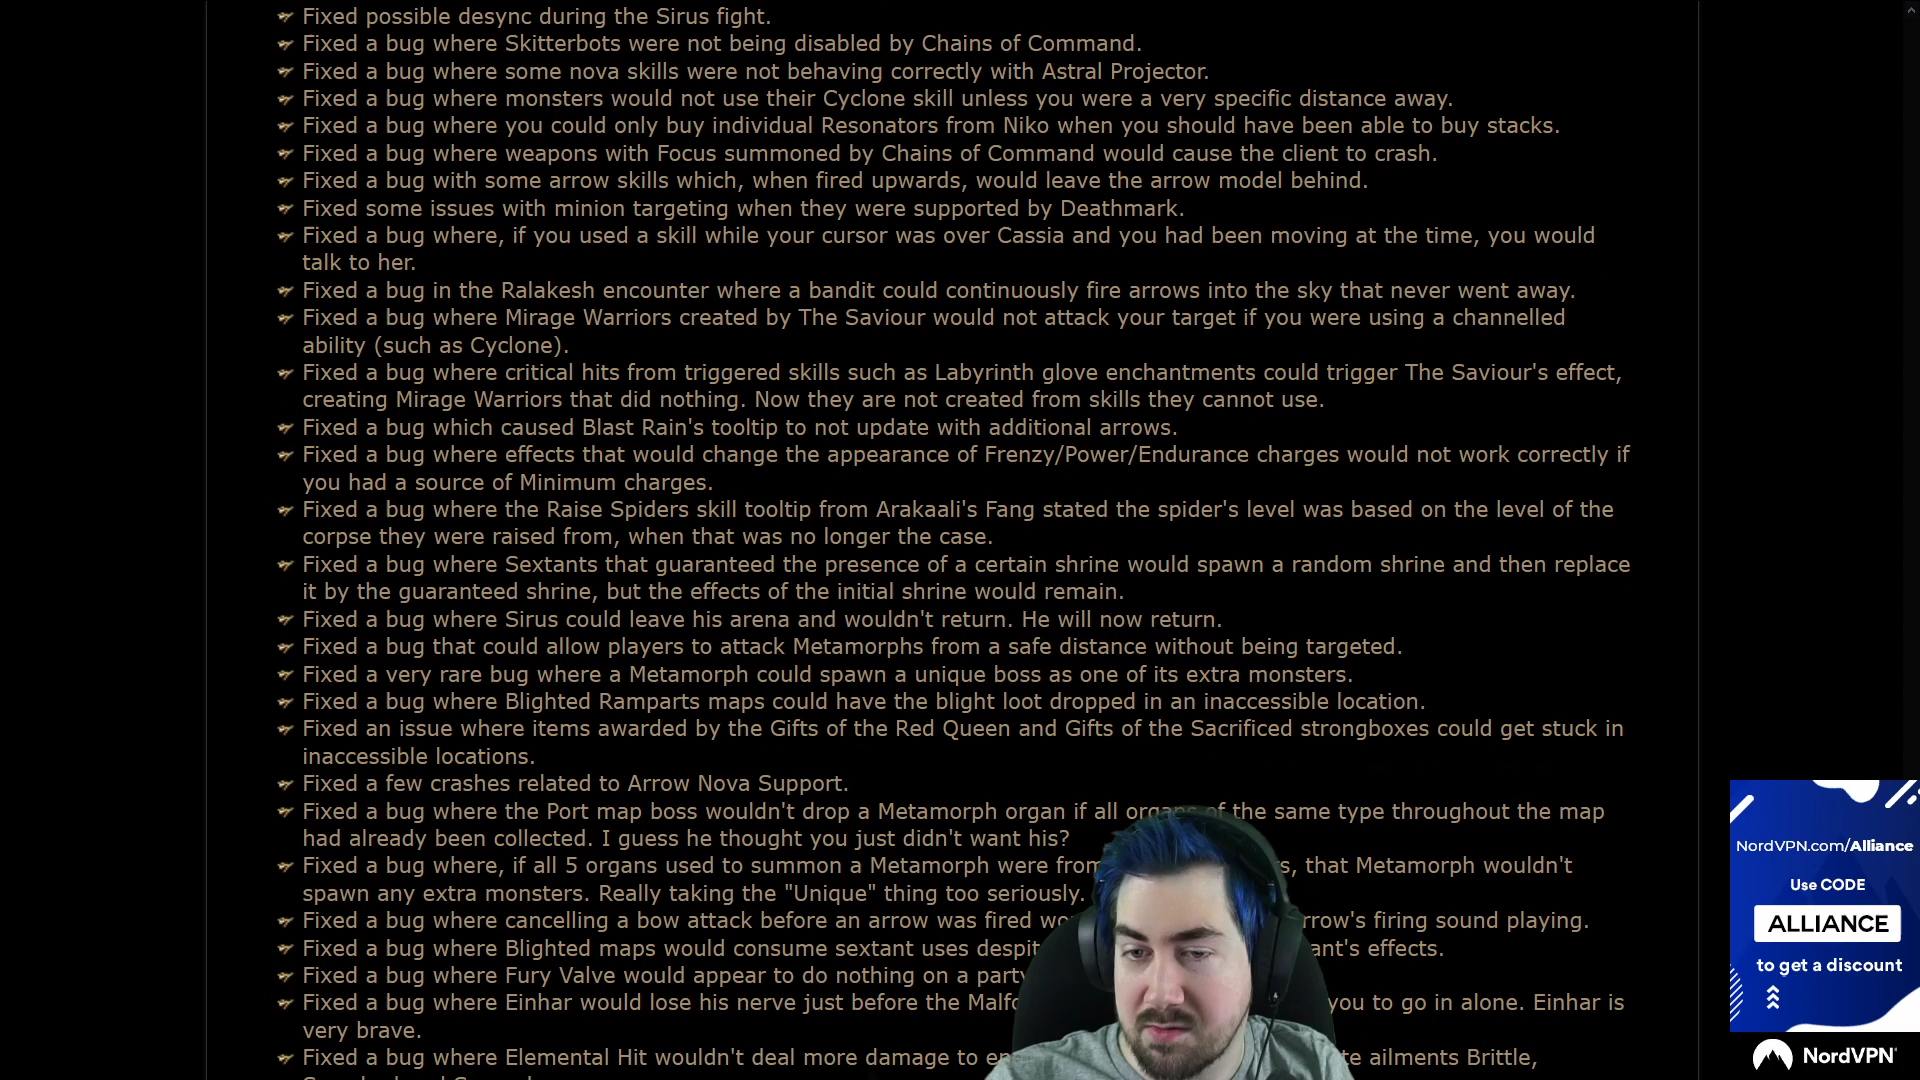 Fixed possible desync during the Sirus fight.
Fixed a bug where Skitterbots were not being disabled by Chains of Command.
Fixed a bug where some nova skills were not behaving correctly with Astral Projector.
Fixed a bug where monsters would not use their Cyclone skill unless you were a very specific distance away.
Fixed a bug where you could only buy individual Resonators from Niko when you should have been able to buy stacks.
Fixed a bug where weapons with Focus summoned by Chains of Command would cause the client to crash.
Fixed a bug with some arrow skills which, when fired upwards, would leave the arrow model behind.
Fixed some issues with minion targeting when they were supported by Deathmark.
Fixed a bug where, if you used a skill while your cursor was over Cassia and you had been moving at the time, you would
talk to her.
Fixed a bug in the Ralakesh encounter where a bandit could continuously fire arrows into the sky that never went away.
Fixed a bug where Mirage Warriors created by The Saviour would not attack your target if you were using a channelled
ability (such as Cyclone).
Fixed a bug where critical hits from triggered skills such as Labyrinth glove enchantments could trigger The Saviour's effect,
creating Mirage Warriors that did nothing. Now they are not created from skills they cannot use.
Fixed a bug which caused Blast Rain's tooltip to not update with additional arrows.
Fixed a bug where effects that would change the appearance of Frenzy/Power/Endurance charges would not work correctly if
you had a source of Minimum charges.
Fixed a bug where the Raise Spiders skill tooltip from Arakaali's Fang stated the spider's level was based on the level of the
corpse they were raised from, when that was no longer the case.
Fixed a bug where Sextants that guaranteed the presence of a certain shrine would spawn a random shrine and then replace
it by the guaranteed shrine, but the effects of the initial shrine would remain.
Fixed a bug where Sirus could leave his arena and wouldn't return. He will now return.
Fixed a bug that could allow players to attack Metamorphs from a safe distance without being targeted.
Fixed a very rare bug where a Metamorph could spawn a unique boss as one of its extra monsters.
Fixed a bug where Blighted Ramparts maps could have the blight loot dropped in an inaccessible location.
Fixed an issue where items awarded by the Gifts of the Red Queen and Gifts of the Sacrificed strongboxes could get stuck in
inaccessible locations.
Fixed a few crashes related to Arrow Nova Support.
Fixed a bug where the Port map boss wouldn't drop a Metamorph organ if all organs of the same type throughout the map
had already been collected. I guess he thought you just didn't want his?
Fixed a bug where, if all 5 organs used to summon a Metamorph were from that Metamorph wouldn't
spawn any extra monsters. Really taking the "Unique" thing too seriously.
Fixed a bug where cancelling a bow attack before an arrow was fired firing sound playing.
Fixed a bug where Blighted maps would consume sextant uses effects.
Fixed a bug where Fury Valve would appear to do nothing on a
Fixed a bug where Einhar would lose his nerve just before the you to go in alone. Einhar is
very brave.
Fixed a bug where Elemental Hit wouldn't deal more damage to ailments Brittle,
NordVPN.com/Alliance
Use CODE
ALLIANCE
to get a discount
NordVPN